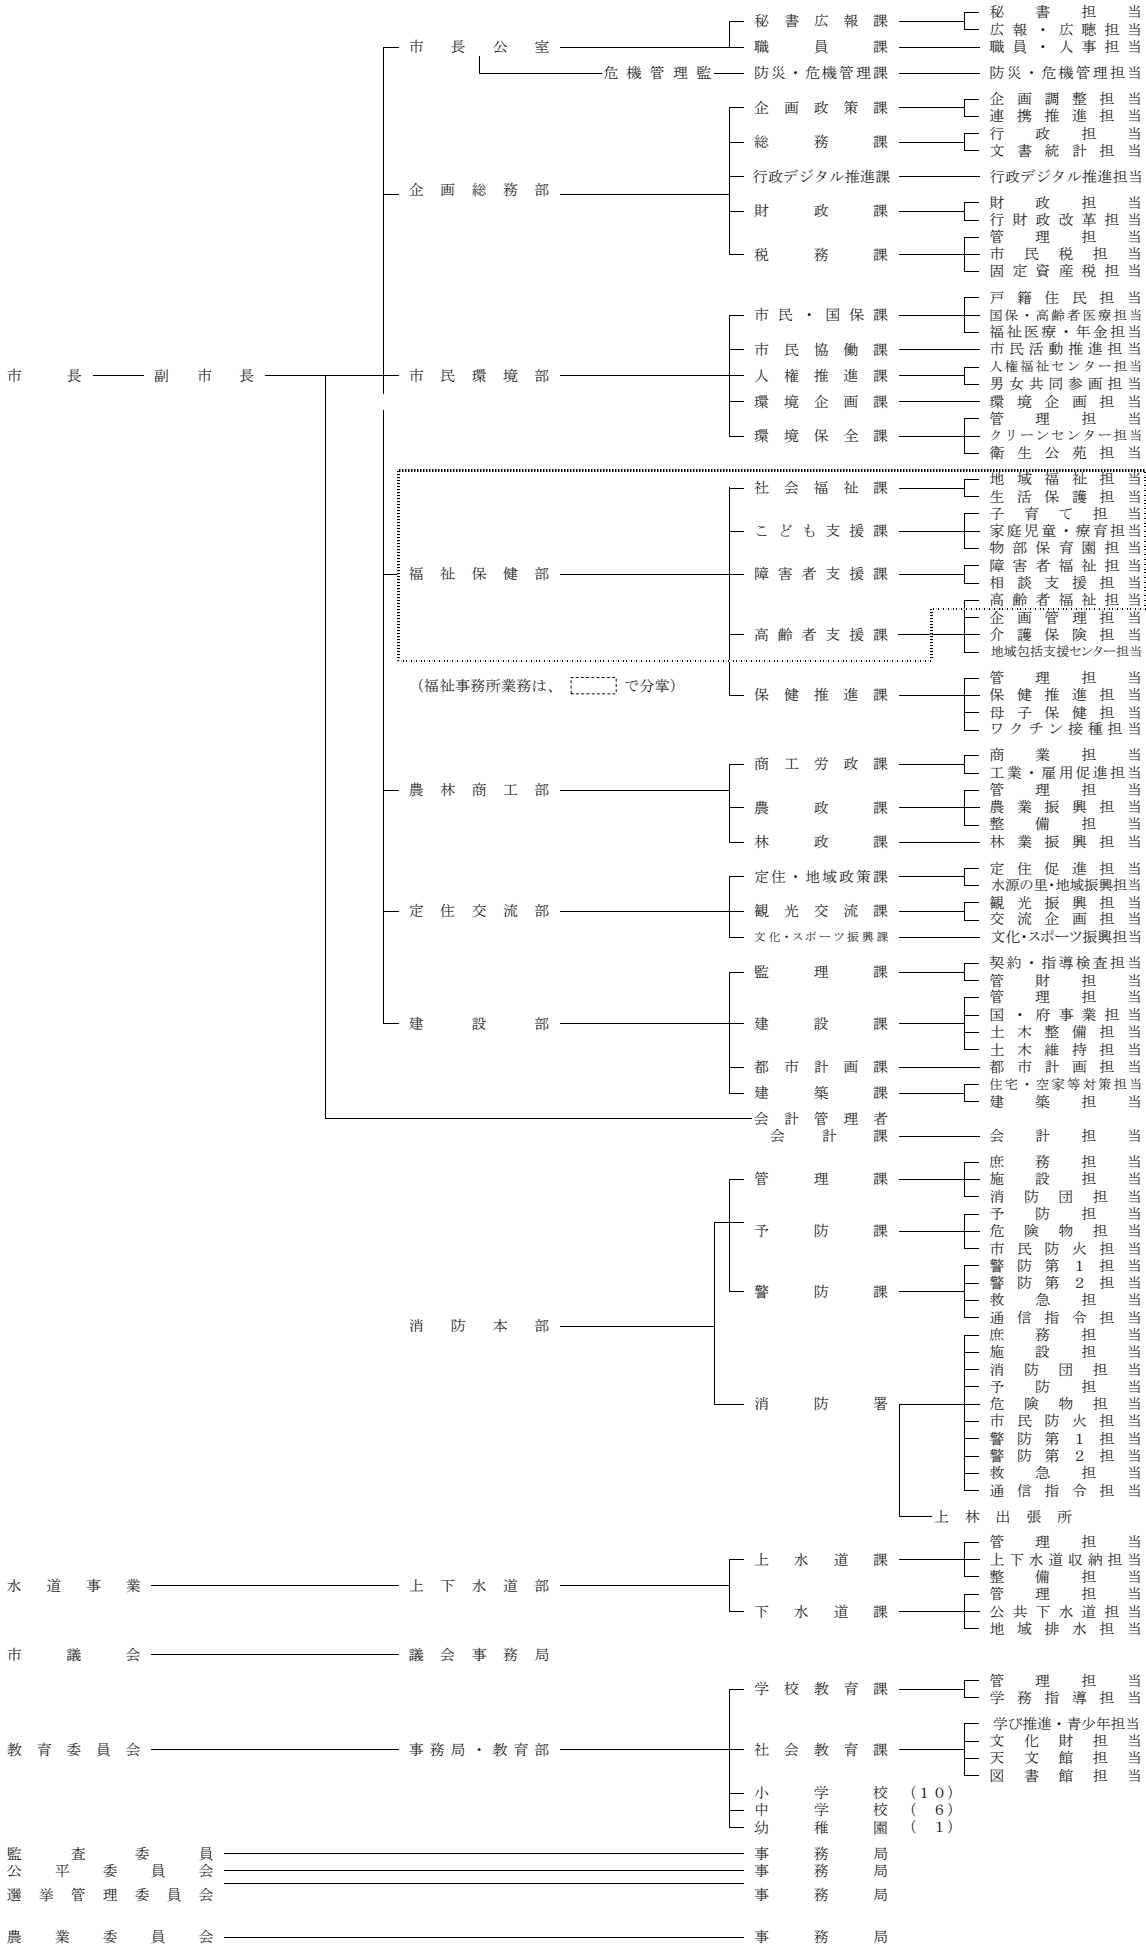 秘書広報課 秘書担当
広報・広聴担当
市長公室 職員課 職員・人事担当
危機管理監 防災・危機管理課 防災・危機管理担当
企画政策課 企画調整担当
連携推進担当
総務課 行政担当
文書統計担当
行政デジタル推進課 行政デジタル推進担当
企画総務部
財政課 財政担当
行財政改革担当
管理担当
税務課 市民税担当
固定資産税担当
戸籍住民担当
市民・国保課 国保・高齢者医療担当
福祉医療・年金担当
市民協働課 市民活動推進担当
人権福祉センター担当
市長 副市長 市民環境部 人権推進課
男女共同参画担当
環境企画課 環境企画担当
管理担当
環境保全課 クリーンセンター担当
衛生公苑担当
社会福祉課 地域福祉担当
生活保護担当
子育て担当
こども支援課 家庭児童・療育担当
物部保育園担当
福祉保健部 障害者支援課 障害者福祉担当
相談支援担当
高齢者福祉担当
企画管理担当
高齢者支援課 介護保険担当
地域包括支援センター担当
(福祉事務所業務は、 で分掌)
管理担当
保健推進課 保健推進担当
母子保健担当
ワクチン接種担当
商工労政課 商業担当
工業・雇用促進担当
農林商工部 管理担当
農政課 農業振興担当
整備担当
林政課 林業振興担当
定住・地域政策課 定住促進担当
水源の里・地域振興担当
定住交流部 観光交流課 観光振興担当
交流企画担当
文化・スポーツ振興課 文化・スポーツ振興担当
監理課 契約・指導検査担当
管財担当
管理担当
建設部 建設課 国・府事業担当
土木整備担当
土木維持担当
都市計画課 都市計画担当
建築課 住宅・空家等対策担当
建築担当
会計管理者
会計課 会計担当
庶務担当
管理課 施設担当
消防団担当
予防担当
予防課 危険物担当
市民防火担当
警防第1担当
警防課 警防第2担当
救急担当
通信指令担当
消防本部
庶務担当
施設担当
消防団担当
予防担当
消防署 危険物担当
市民防火担当
警防第1担当
警防第2担当
救急担当
通信指令担当
上林出張所
管理担当
上水道課 上下水道収納担当
整備担当
水道事業 上下水道部
管理担当
下水道課 公共下水道担当
地域排水担当
市議会 議会事務局
学校教育課 管理担当
学務指導担当
学び推進・青少年担当
教育委員会 事務局・教育部 社会教育課 文化財担当
天文館担当
図書館担当
小学校 (10)
中学校 (6)
幼稚園 (1)
監査委員 事務局
公平委員会 事務局
選挙管理委員会 事務局
農業委員会 事務局